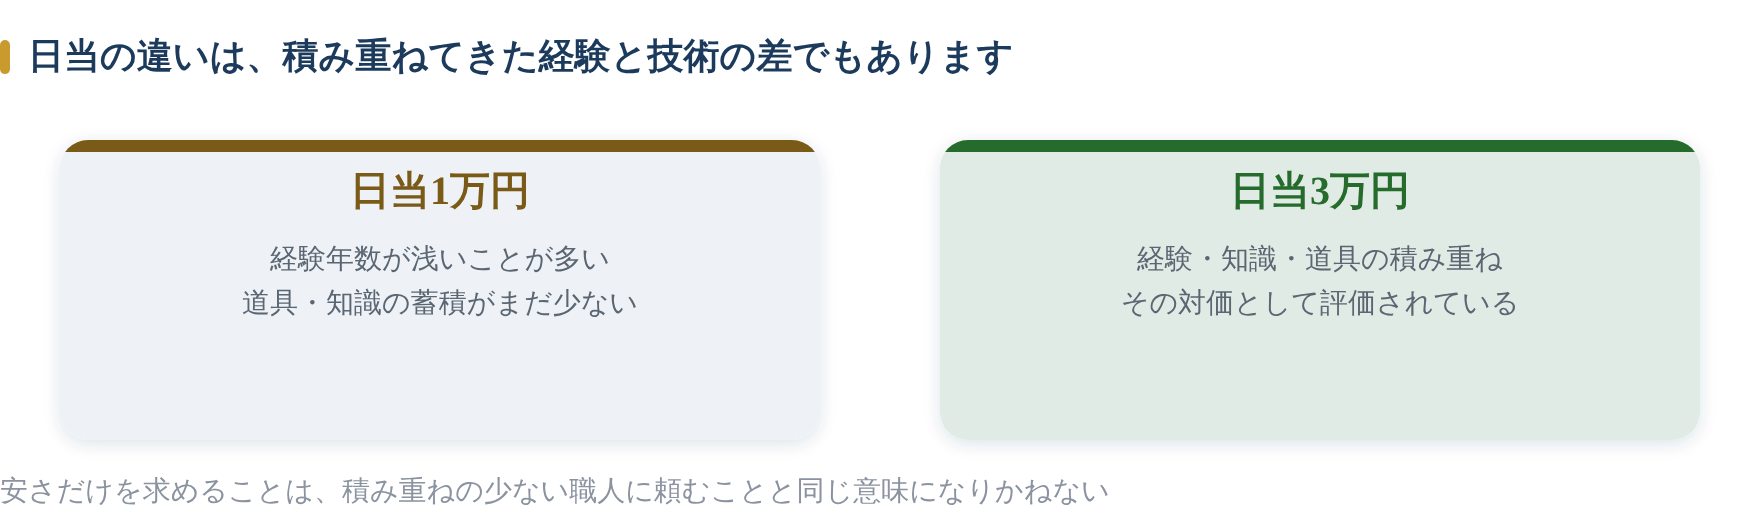 日当の違いは、積み重ねてきた経験と技術の差でもあります
日当1万円
経験年数が浅いことが多い
道具・知識の蓄積がまだ少ない
日当3万円
経験・知識・道具の積み重ね
その対価として評価されている
安さだけを求めることは、積み重ねの少ない職人に頼むことと同じ意味になりかねない